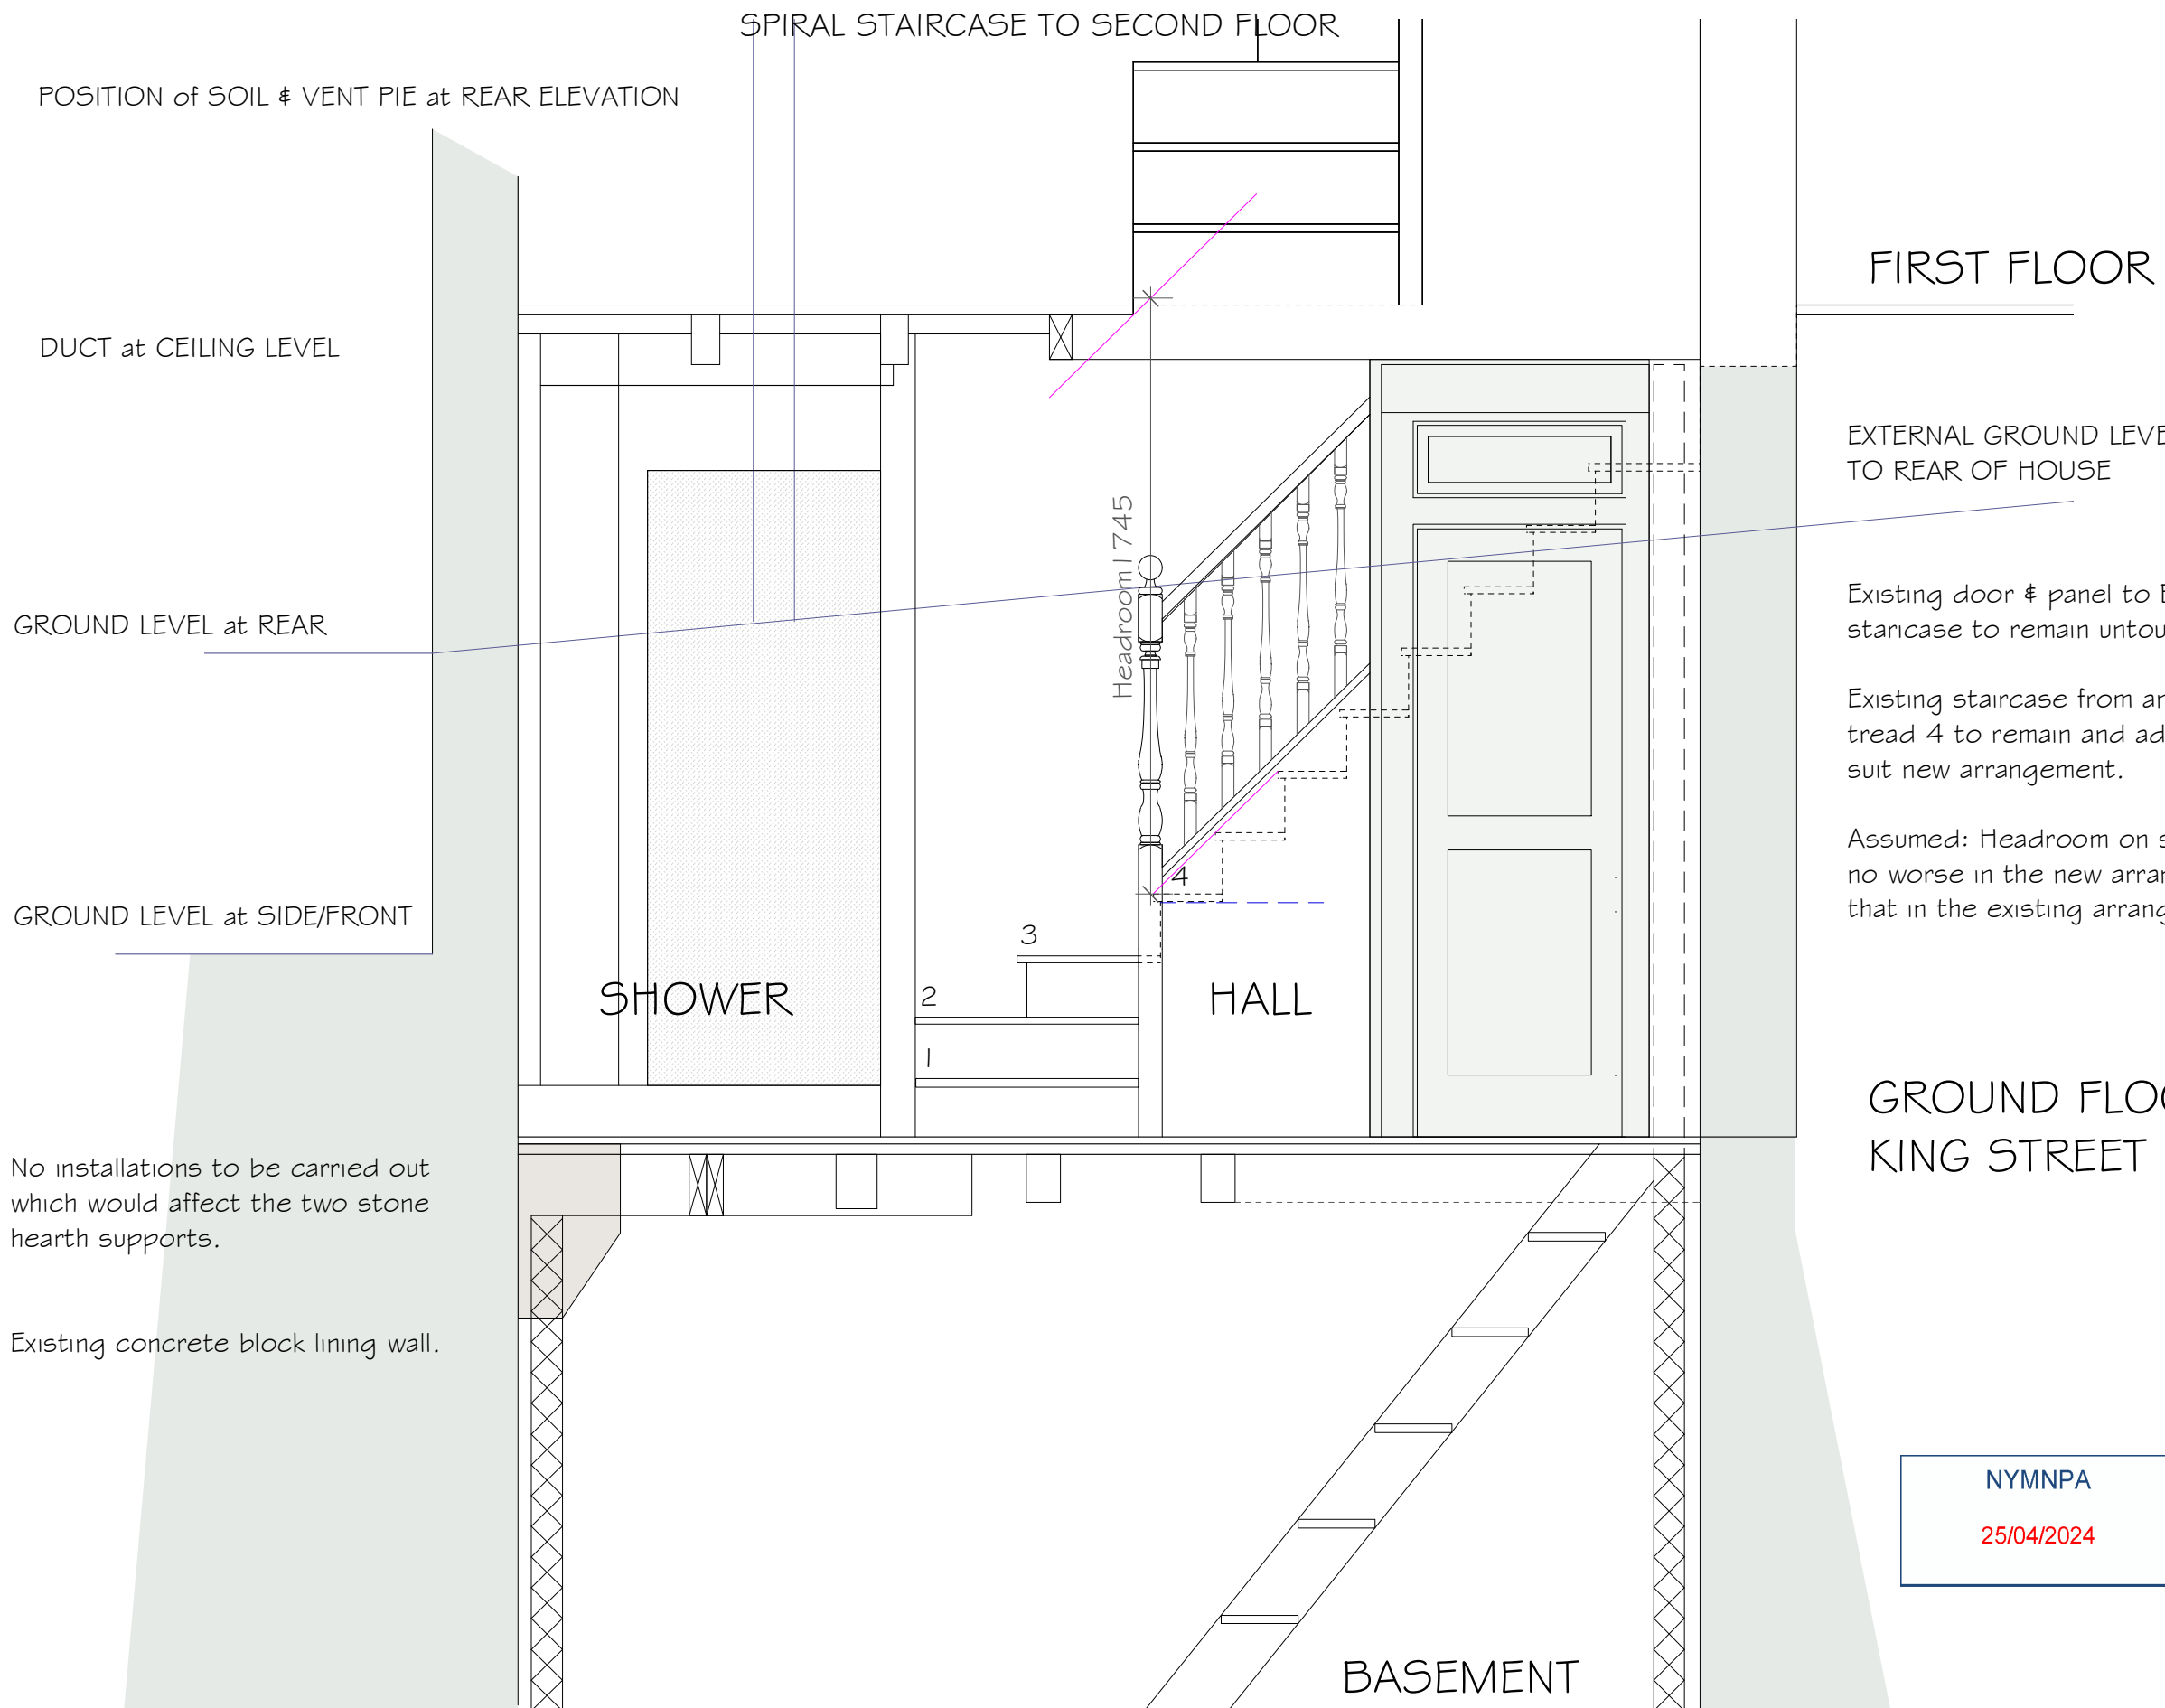 SPIRAL STAIRCASE TO SECOND FLOOR
POSITION of SOIL & VENT PIE at REAR ELEVATION
FIRST FLOOR
DUCT at CEILING LEVEL
EXTERNAL GROUND LEVE
TO REAR OF HOUSE
Headroom 1745
Existing door & panel to
staricase to remain untou
GROUND LEVEL at REAR
Existing staircase from
tread 4 to remain and ad
suit new arrangement.
Assumed: Headroom on s
no worse in the new arra
that in the existing arran
4
GROUND LEVEL at SIDE/FRONT
3
2
SHOWER
HALL
1
GROUND FLO
KING STREET
No installations to be carried out
which would affect the two stone
hearth supports.
Existing concrete block lining wall.
NYMNPA
25/04/2024
BASEMENT